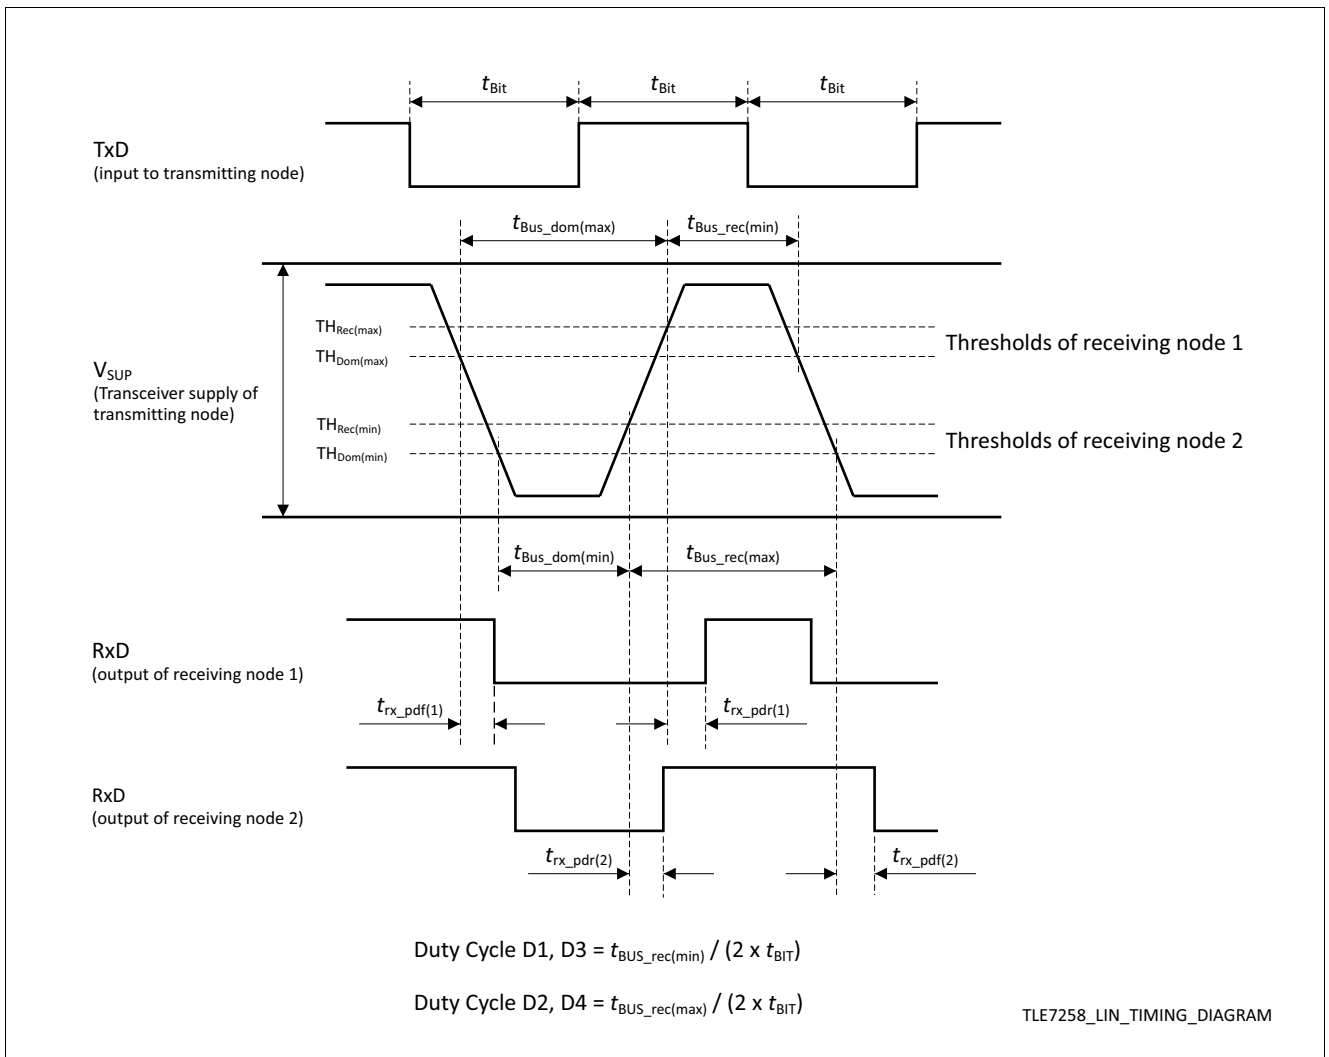 tBit tBit tBit
TxD
(input to transmitting node)
tBus_dom(max) tBus_rec(min)
THRec(max)
Thresholds of receiving node 1
THDom(max)
VSUP
(Transceiver supply of
transmitting node)
THRec(min)
Thresholds of receiving node 2
THDom(min)
tBus_dom(min) tBus_rec(max)
RxD
(output of receiving node 1)
trx_pdf(1) trx_pdr(1)
RxD
(output of receiving node 2)
trx_pdr(2) trx_pdf(2)
Duty Cycle D1, D3 = tBUS_rec(min) / (2 x tBIT)
Duty Cycle D2, D4 = tBUS_rec(max) / (2 x tBIT)
TLE7258_LIN_TIMING_DIAGRAM